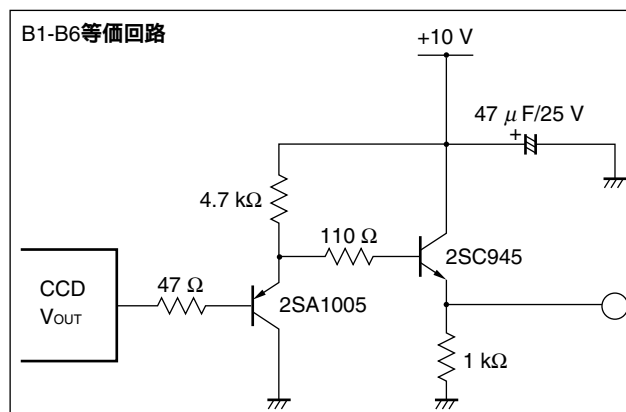 B1-B6等価回路
+10 V
47 μF/25 V
+
4.7 kΩ
110 Ω
2SC945
47 Ω
CCD
VOUT
2SA1005
1 kΩ